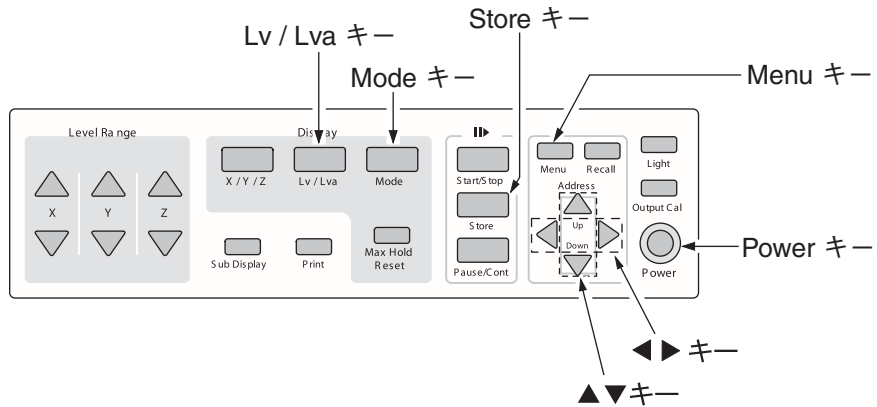 Store キー
Lv / Lva キー
Mode キー
Menu キー
Level Range
Display
X
Y
Z
X / Y / Z
Lv / Lva
Mode
Sub Display
Print
Max Hold
Reset
Start/Stop
Store
Pause/Cont
Menu
Recall
Address
Up
Down
Light
Output Cal
Power
Power キー
◀ ▶ キー
▲ ▼キー